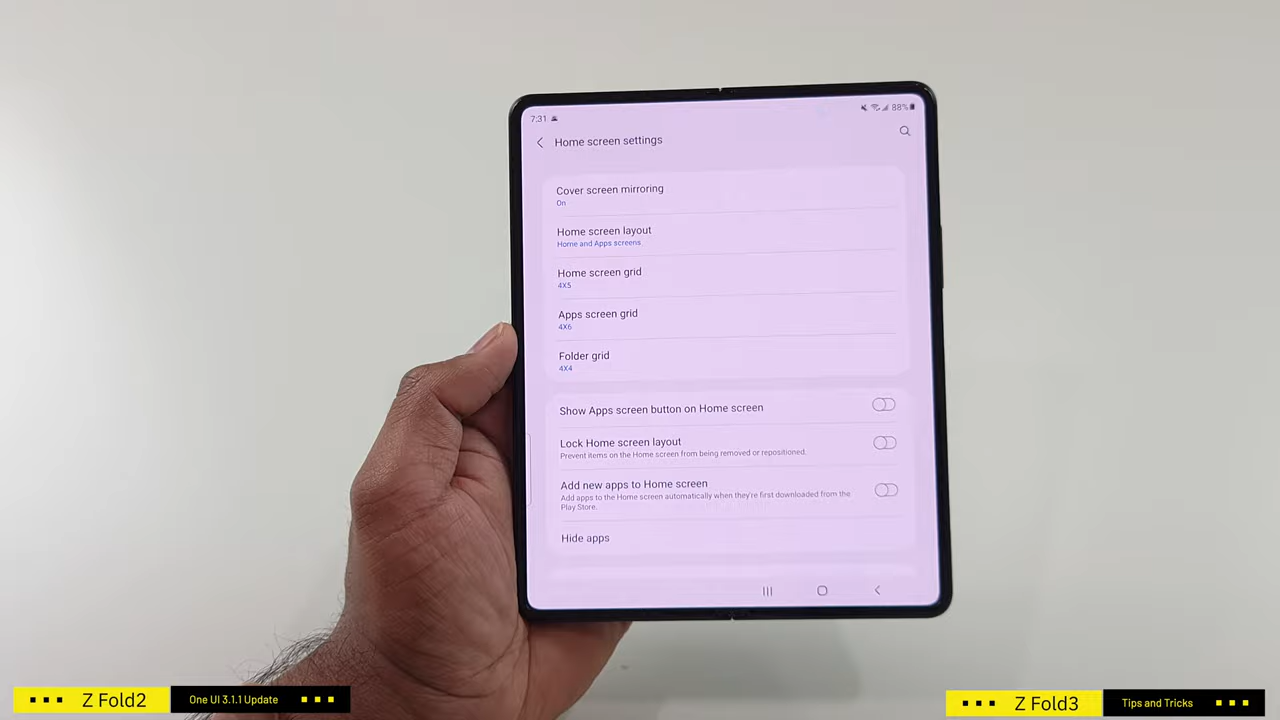 7:31
88%
Home screen settings
Cover screen mirroring
On
Home screen layout
Home and Apps screens
Home screen grid
4X5
Apps screen grid
4X6
Folder grid
4X4
Show Apps screen button on Home screen
Lock Home screen layout
Prevent items on the Home screen from being removed or repositioned.
Add new apps to Home screen
Add apps to the Home screen automatically when they're first downloaded from the
Play Store.
Hide apps
Z Fold2
One UI 3.1.1 Update
Z Fold3
Tips and Tricks